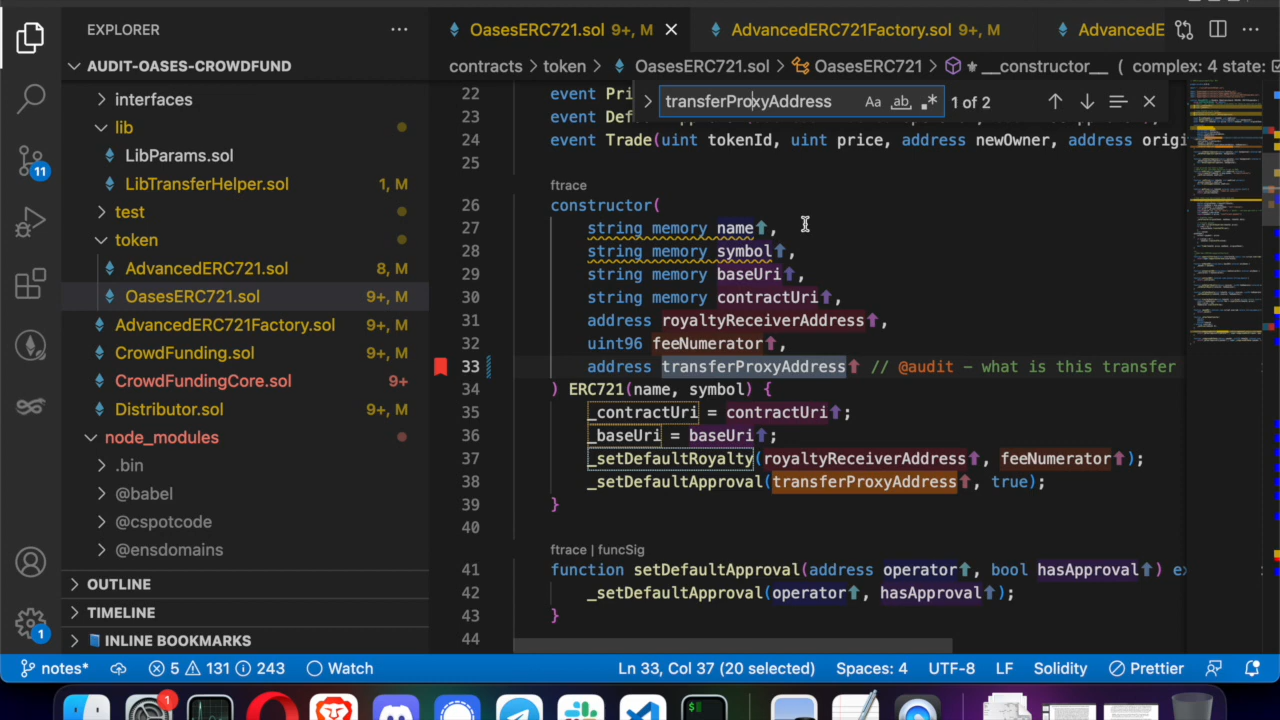 EXPLORER
OasesERC721.sol 9+, M
AdvancedERC721Factory.sol 9+, M
AdvancedE
AUDIT-OASES-CROWDFUND
contracts > token > OasesERC721.sol > OasesERC721 > __constructor__ ( complex: 4 state:
interfaces
lib
LibParams.sol
LibTransferHelper.sol 1, M
test
token
AdvancedERC721.sol 8, M
OasesERC721.sol 9+, M
AdvancedERC721Factory.sol 9+, M
CrowdFunding.sol 9+, M
CrowdFundingCore.sol 9+
Distributor.sol 9+, M
node_modules
.bin
@babel
@cspotcode
@ensdomains
OUTLINE
TIMELINE
INLINE BOOKMARKS
11
1
transferProxyAddress Aa ab .* 1 of 2
22 event Pri
23 event Def
24 event Trade(uint tokenId, uint price, address newOwner, address origi
25
ftrace
26 constructor(
27 string memory name↑,
28 string memory symbol↑,
29 string memory baseUri↑,
30 string memory contractUri↑,
31 address royaltyReceiverAddress↑,
32 uint96 feeNumerator↑,
33 address transferProxyAddress↑ // @audit – what is this transfer
34 ) ERC721(name, symbol) {
35 _contractUri = contractUri↑;
36 _baseUri = baseUri↑;
37 _setDefaultRoyalty(royaltyReceiverAddress↑, feeNumerator↑);
38 _setDefaultApproval(transferProxyAddress↑, true);
39 }
40
ftrace | funcSig
41 function setDefaultApproval(address operator↑, bool hasApproval↑) ex
42 _setDefaultApproval(operator↑, hasApproval↑);
43 }
44
notes* 5 131 243 Watch Ln 33, Col 37 (20 selected) Spaces: 4 UTF-8 LF Solidity Prettier
1